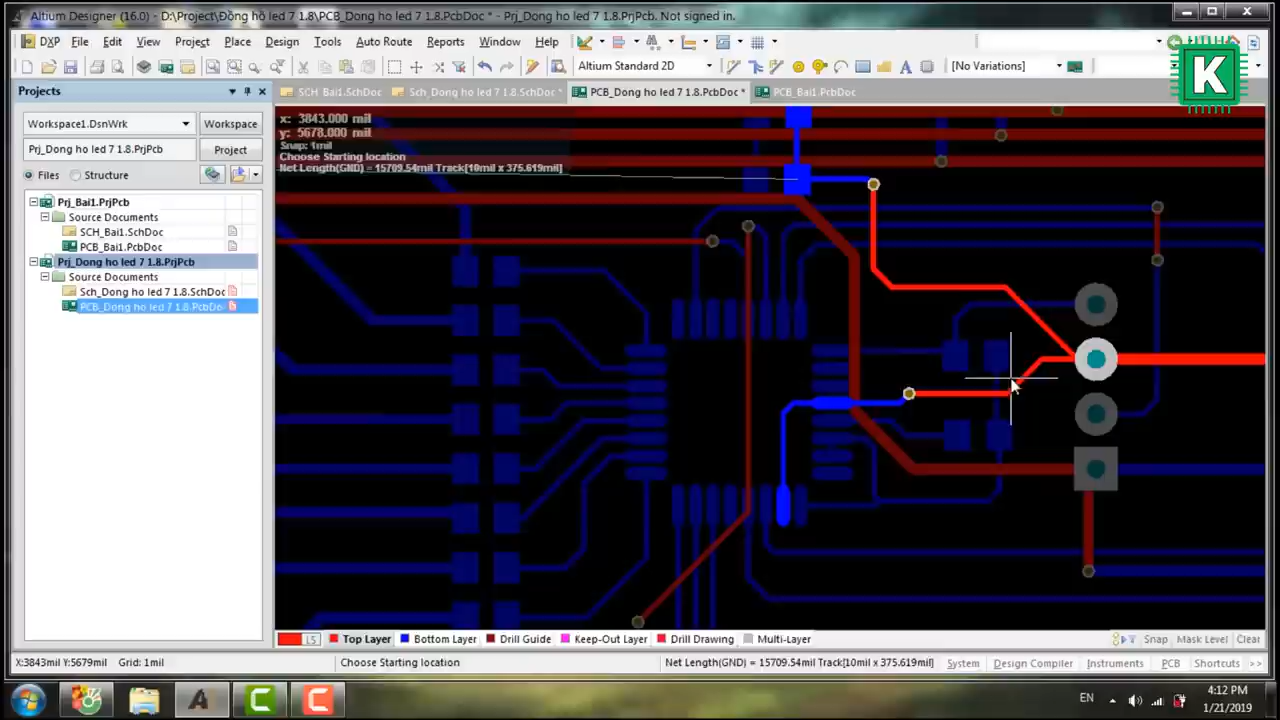 Altium Designer (16.0) - D:\Project\Đồng hồ led 7 1.8\PCB_Dong ho led 7 1.8.PcbDoc * - Prj_Dong ho led 7 1.8.PrjPcb. Not signed in.
DXP File Edit View Project Place Design Tools Auto Route Reports Window Help
K
Altium Standard 2D [No Variations]
Projects
SCH_Bai1.SchDoc Sch_Dong ho led 7 1.8.SchDoc * PCB_Dong ho led 7 1.8.PcbDoc * PCB_Bai1.PcbDoc
Workspace1.DsnWrk Workspace
Prj_Dong ho led 7 1.8.PrjPcb Project
Files Structure
Prj_Bai1.PrjPcb
Source Documents
SCH_Bai1.SchDoc
PCB_Bai1.PcbDoc
Prj_Dong ho led 7 1.8.PrjPcb
Source Documents
Sch_Dong ho led 7 1.8.SchDoc
PCB_Dong ho led 7 1.8.PcbDo
x: 3843.000 mil
y: 5678.000 mil
Snap: 1mil
Choose Starting location
Net Length(GND) = 15709.54mil Track[10mil x 375.619mil]
LS Top Layer Bottom Layer Drill Guide Keep-Out Layer Drill Drawing Multi-Layer Snap Mask Level Clear
X:3843mil Y:5679mil Grid: 1mil Choose Starting location Net Length(GND) = 15709.54mil Track[10mil x 375.619mil] System Design Compiler Instruments PCB Shortcuts >>
EN
4:12 PM
1/21/2019